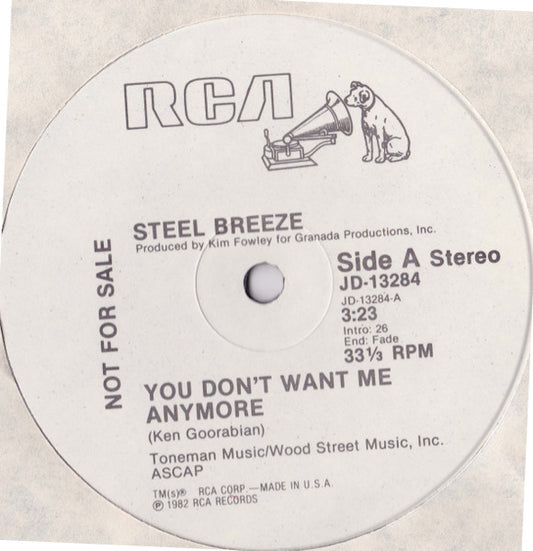 RCA
STEEL BREEZE
Produced by Kim Fowley for Granada Productions, Inc.
NOT FOR SALE
Side A Stereo
JD-13284
JD-13284-A
3:23
Intro: 26
End: Fade
33⅓ RPM
YOU DON'T WANT ME
ANYMORE
(Ken Goorabian)
Toneman Music/Wood Street Music, Inc.
ASCAP
TM(s)® RCA CORP —MADE IN U.S.A.
℗ 1982 RCA RECORDS